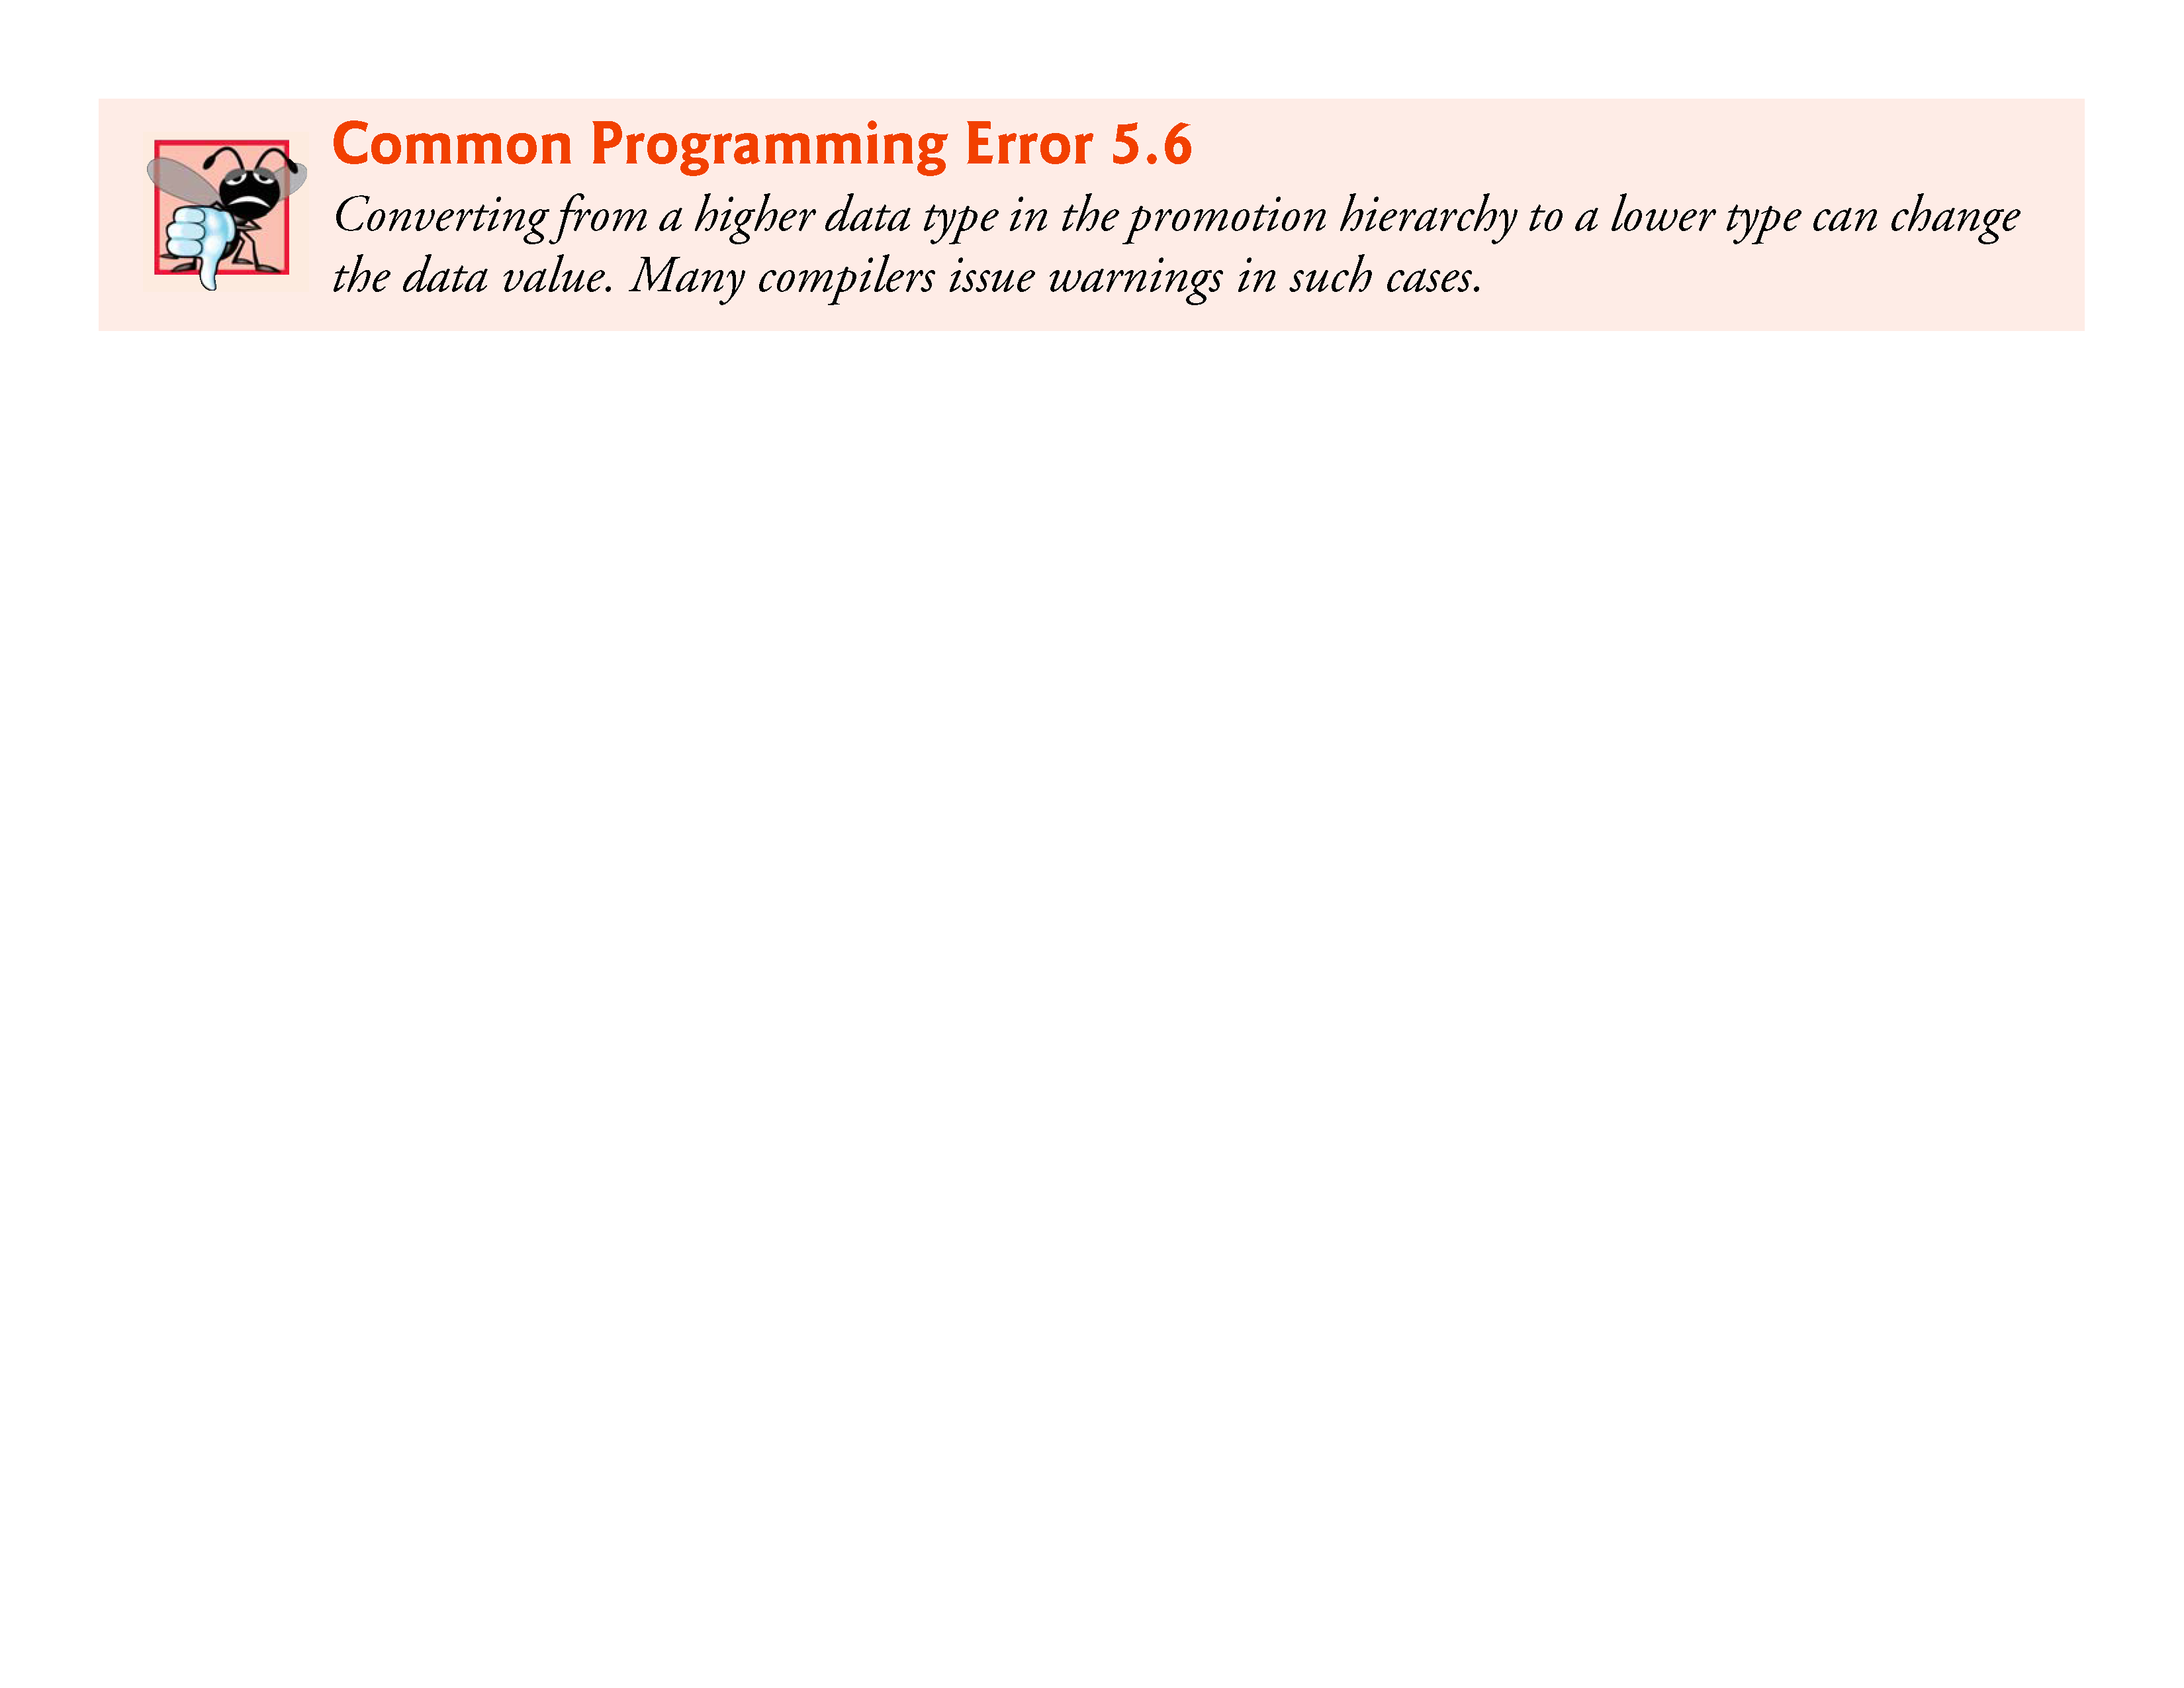 Common Programming Error 5.6
Converting from a higher data type in the promotion hierarchy to a lower type can change
the data value. Many compilers issue warnings in such cases.